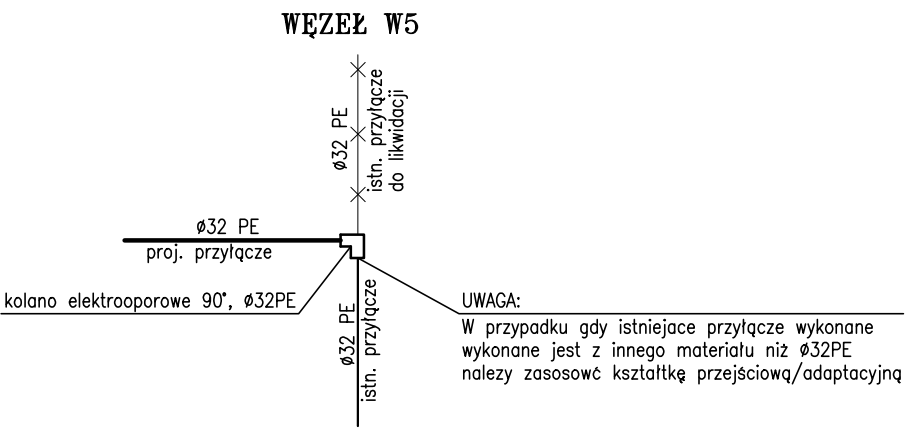 WĘZEŁ W5
ø32 PE
istn. przyłącze
do likwidacji
ø32 PE
proj. przyłącze
kolano elektrooporowe 90°, ø32PE
ø32 PE
istn. przyłącze
UWAGA:
W przypadku gdy istniejace przyłącze wykonane
wykonane jest z innego materiału niż ø32PE
nalezy zasosowć kształtkę przejściową/adaptacyjną